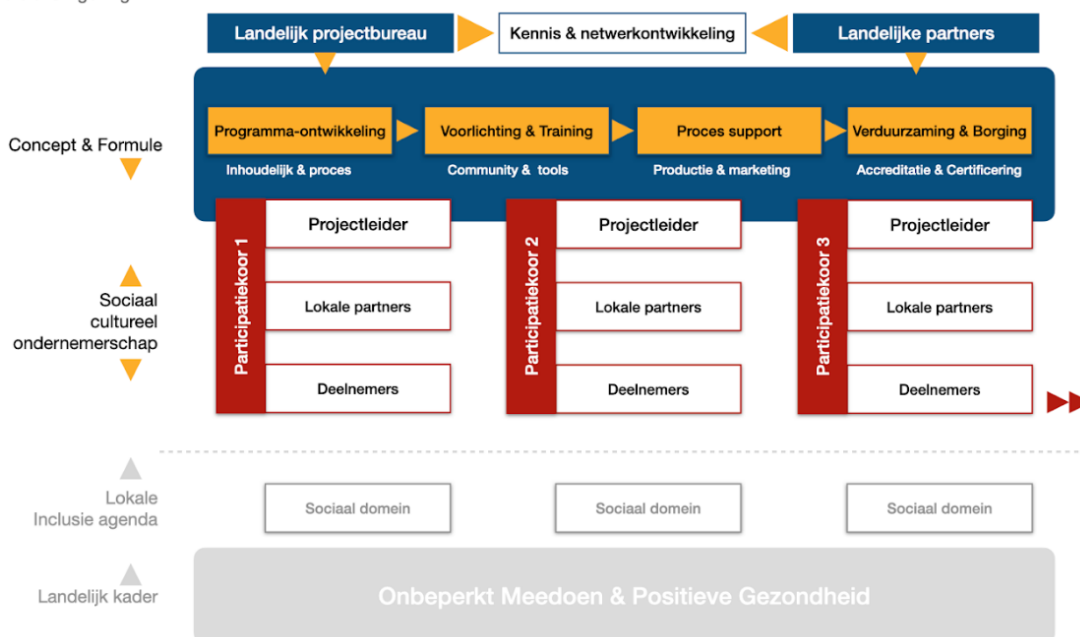 Landelijk projectbureau
Kennis & netwerkontwikkeling
Landelijke partners
Concept & Formule
Programma-ontwikkeling
Voorlichting & Training
Proces support
Verduurzaming & Borging
Inhoudelijk & proces
Community & tools
Productie & marketing
Accreditatie & Certificering
Sociaal
cultureel
ondernemerschap
Participatiekoor 1
Projectleider
Lokale partners
Deelnemers
Participatiekoor 2
Projectleider
Lokale partners
Deelnemers
Participatiekoor 3
Projectleider
Lokale partners
Deelnemers
Lokale
Inclusie agenda
Sociaal domein
Sociaal domein
Sociaal domein
Landelijk kader
Onbeperkt Meedoen & Positieve Gezondheid